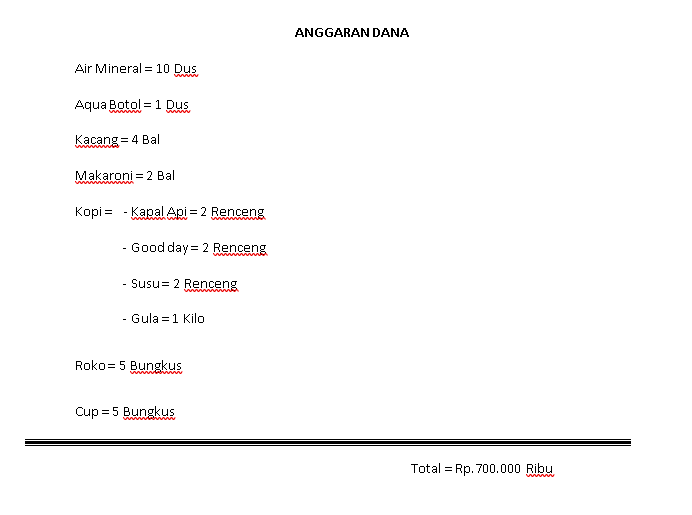 ANGGARAN DANA
Air Mineral = 10 Dus
Aqua Botol = 1 Dus
Kacang = 4 Bal
Makaroni = 2 Bal
Kopi = - Kapal Api = 2 Renceng
- Good day = 2 Renceng
- Susu = 2 Renceng
- Gula = 1 Kilo
Roko = 5 Bungkus
Cup = 5 Bungkus
Total = Rp.700.000 Ribu